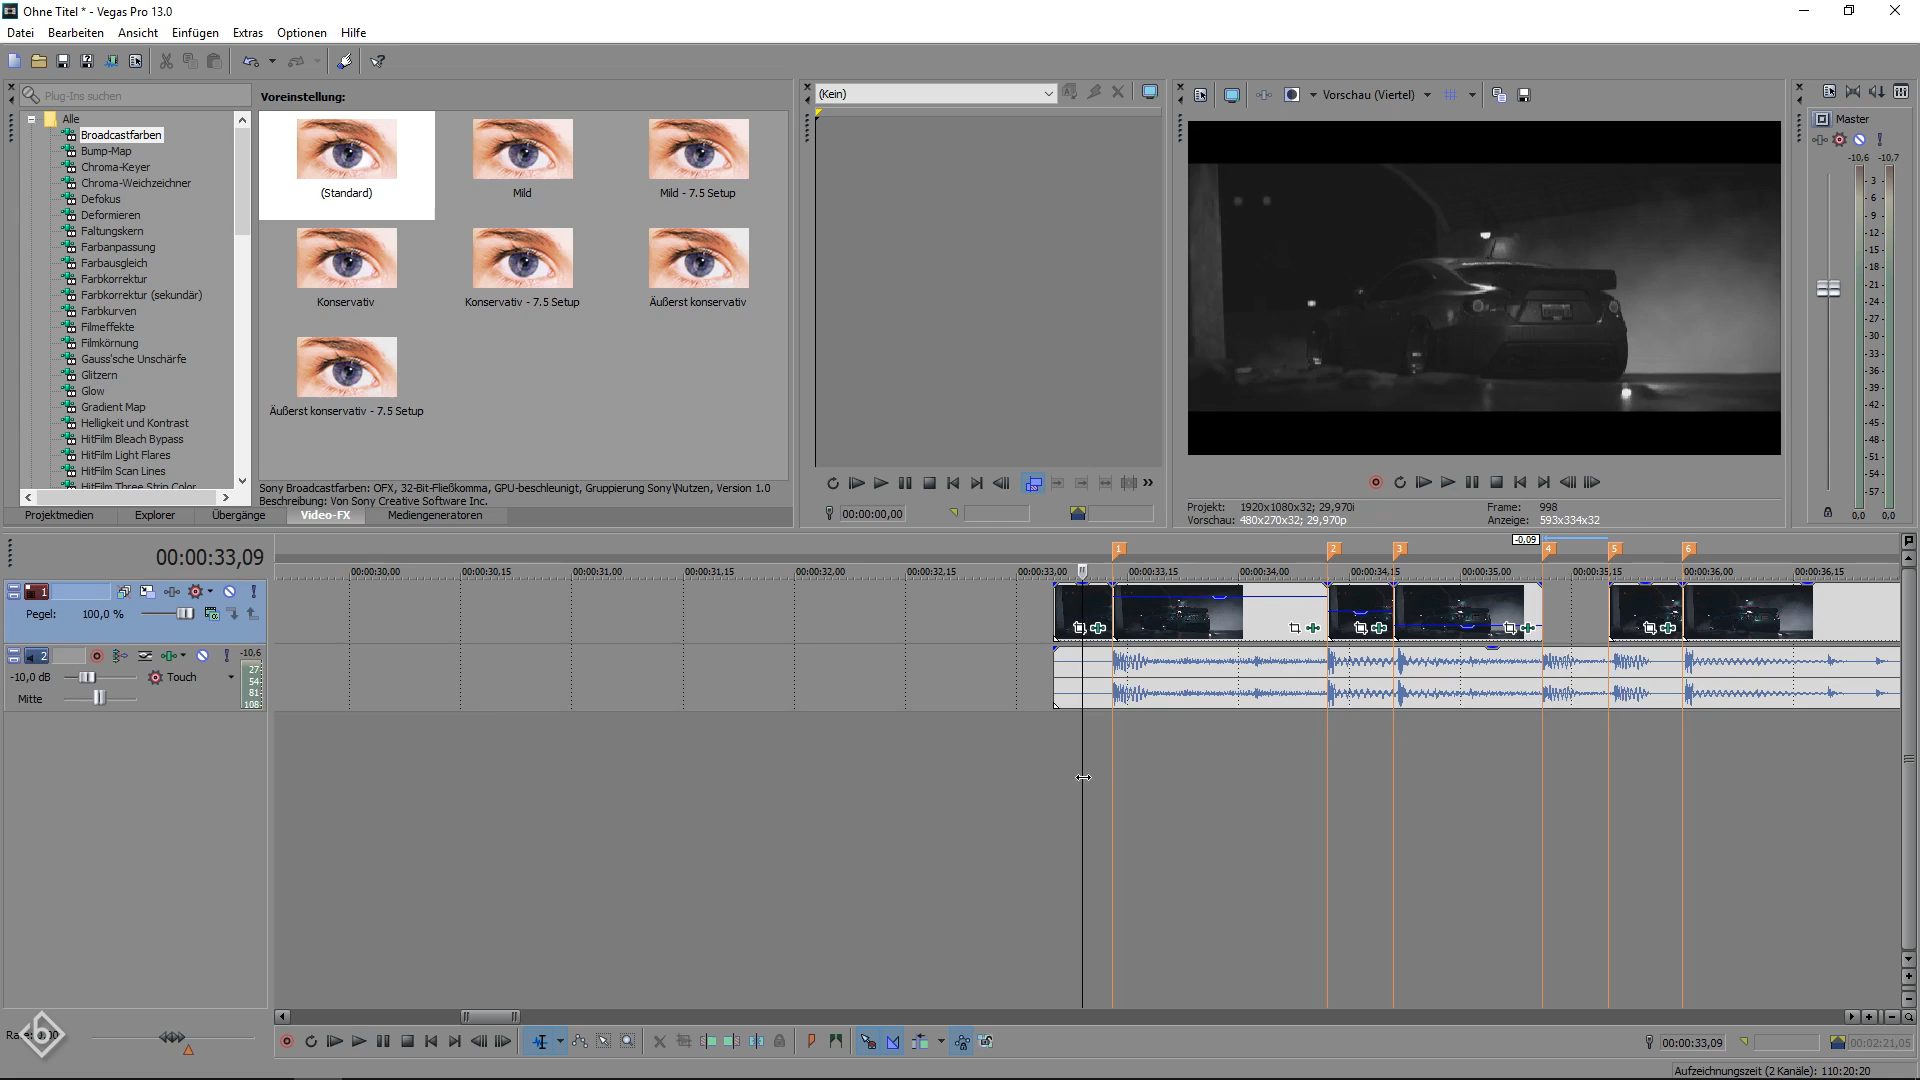 Ohne Titel * - Vegas Pro 13.0
Datei Bearbeiten Ansicht Einfügen Extras Optionen Hilfe
Plug-Ins suchen
Alle
Broadcastfarben
Bump-Map
Chroma-Keyer
Chroma-Weichzeichner
Defokus
Deformieren
Faltungskern
Farbanpassung
Farbausgleich
Farbkorrektur
Farbkorrektur (sekundär)
Farbkurven
Filmeffekte
Filmkörnung
Gauss'sche Unschärfe
Glitzern
Glow
Gradient Map
Helligkeit und Kontrast
HitFilm Bleach Bypass
HitFilm Light Flares
HitFilm Scan Lines
HitFilm Three Strip Color
Voreinstellung:
(Standard) Mild Mild - 7.5 Setup
Konservativ Konservativ - 7.5 Setup Äußerst konservativ
Äußerst konservativ - 7.5 Setup
Sony Broadcastfarben: OFX, 32-Bit-Fließkomma, GPU-beschleunigt, Gruppierung Sony\Nutzen, Version 1.0
Beschreibung: Von Sony Creative Software Inc.
Projektmedien Explorer Übergänge Video-FX Mediengeneratoren
(Kein)
00:00:00,00
Vorschau (Viertel)
Projekt: 1920x1080x32; 29,970i Frame: 998
Vorschau: 480x270x32; 29,970p Anzeige: 593x334x32
Master
-10,6 -10,7
- 3 -
- 6 -
- 9 -
-12-
-15-
-18-
-21-
-24-
-27-
-30-
-33-
-36-
-39-
-42-
-45-
-48-
-51-
-54-
-57-
0,0 0,0
00:00:33,09
-0,09
1 2 3 4 5 6
00:00:30,00 00:00:30,15 00:00:31,00 00:00:31,15 00:00:32,00 00:00:32,15 00:00:33,00 00:00:33,15 00:00:34,00 00:00:34,15 00:00:35,00 00:00:35,15 00:00:36,00 00:00:36,15
1
Pegel: 100,0 %
2
-10,6
-10,0 dB Touch
Mitte
27-
54-
81-
108-
00:00:33,09 00:02:21,05
Aufzeichnungszeit (2 Kanäle): 110:20:20